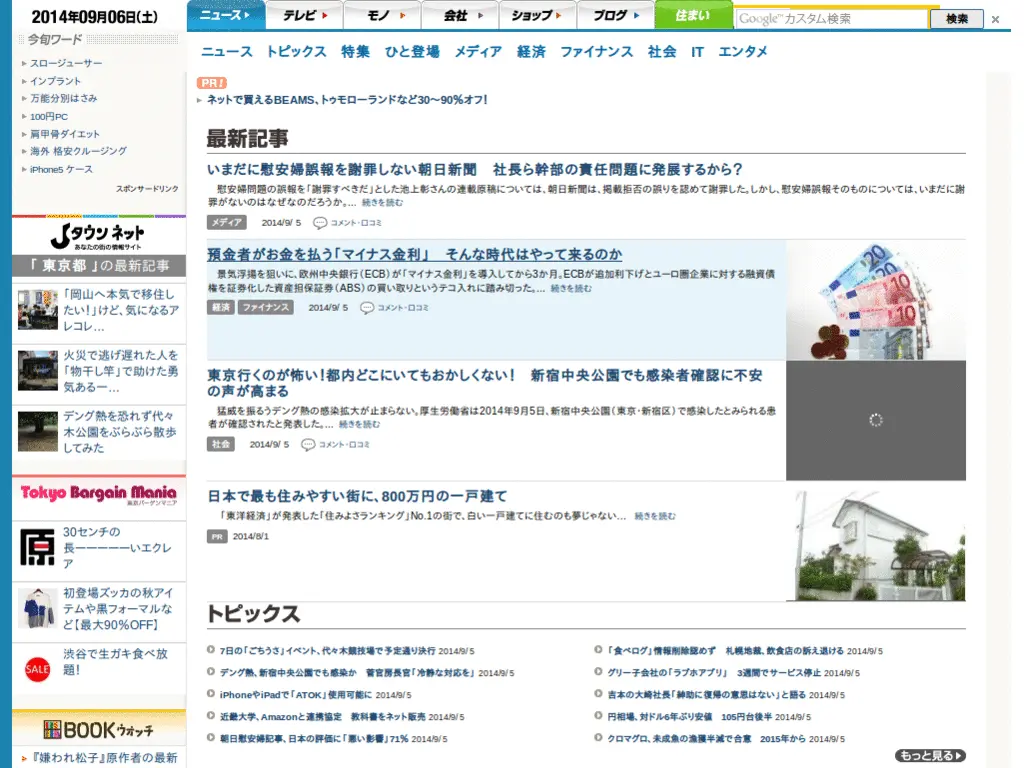 2014年09月06日(土)
今旬ワード
スロージューサー
インプラント
万能分別はさみ
100円PC
肩甲骨ダイエット
海外 格安クルージング
iPhone5 ケース
スポンサードリンク
Jタウンネット
あなたの街の情報サイト
「 東京都 」の最新記事
「岡山へ本気で移住し
たい!」けど、気になるア
レコレ…
火災で逃げ遅れた人を
「物干し竿」で助けた勇
気ある一…
デング熱を恐れず代々
木公園をぶらぶら散歩
してみた
Tokyo Bargain Mania
東京バーゲンマニア
原
30センチの
長ーーーーーいエクレ
ア
初登場ズッカの秋アイ
テムや黒フォーマルな
ど【最大90%OFF】
SALE
渋谷で生ガキ食べ放
題!
BOOKウォッチ
『嫌われ松子』原作者の最新
ニュース
テレビ
モノ
会社
ショップ
ブログ
住まい
Google™ カスタム検索
検索
×
ニュース トピックス 特集 ひと登場 メディア 経済 ファイナンス 社会 IT エンタメ
PR!
ネットで買えるBEAMS、トゥモローランドなど30～90%オフ!
最新記事
いまだに慰安婦誤報を謝罪しない朝日新聞　社長ら幹部の責任問題に発展するから?
慰安婦問題の誤報を「謝罪すべきだ」とした池上彰さんの連載原稿については、朝日新聞は、掲載拒否の誤りを認めて謝罪した。しかし、慰安婦誤報そのものについては、いまだに謝
罪がないのはなぜなのだろうか。... 続きを読む
メディア 2014/9/ 5 コメント・口コミ
預金者がお金を払う「マイナス金利」　そんな時代はやって来るのか
景気浮揚を狙いに、欧州中央銀行（ECB）が「マイナス金利」を導入してから3か月。ECBが追加利下げとユーロ圏企業に対する融資債
権を証券化した資産担保証券（ABS）の買い取りというテコ入れに踏み切った。... 続きを読む
経済 ファイナンス 2014/9/ 5 コメント・口コミ
東京行くのが怖い!都内どこにいてもおかしくない!　新宿中央公園でも感染者確認に不安
の声が高まる
猛威を振るうデング熱の感染拡大が止まらない。厚生労働省は2014年9月5日、新宿中央公園（東京・新宿区）で感染したとみられる患
者が確認されたと発表した。... 続きを読む
社会 2014/9/ 5 コメント・口コミ
日本で最も住みやすい街に、800万円の一戸建て
「東洋経済」が発表した「住みよさランキング」No.1の街で、白い一戸建てに住むのも夢じゃない... 続きを読む
PR 2014/8/1
トピックス
7日の「ごちうさ」イベント、代々木競技場で予定通り決行 2014/9/ 5
デング熱、新宿中央公園でも感染か　菅官房長官「冷静な対応を」 2014/9/ 5
iPhoneやiPadで「ATOK」使用可能に 2014/9/ 5
近畿大学、Amazonと連携協定　教科書をネット販売 2014/9/ 5
朝日慰安婦記事、日本の評価に「悪い影響」71% 2014/9/ 5
「食べログ」情報削除認めず　札幌地裁、飲食店の訴え退ける 2014/9/ 5
グリー子会社の「ラブホアプリ」　3週間でサービス停止 2014/9/ 5
吉本の大崎社長「紳助に復帰の意思はない」と語る 2014/9/ 5
円相場、対ドル6年ぶり安値　105円台後半 2014/9/ 5
クロマグロ、未成魚の漁獲半減で合意　2015年から 2014/9/ 5
もっと見る